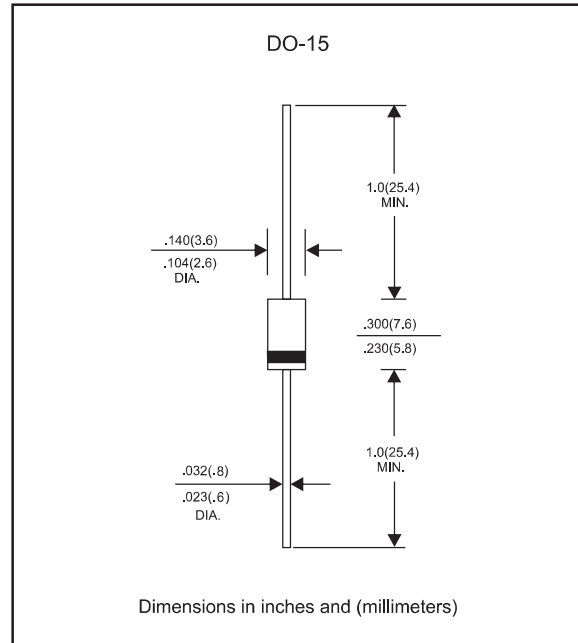 DO-15
1.0(25.4)
MIN.
.140(3.6)
.104(2.6)
DIA.
.300(7.6)
.230(5.8)
1.0(25.4)
MIN.
.032(.8)
.023(.6)
DIA.
Dimensions in inches and (millimeters)